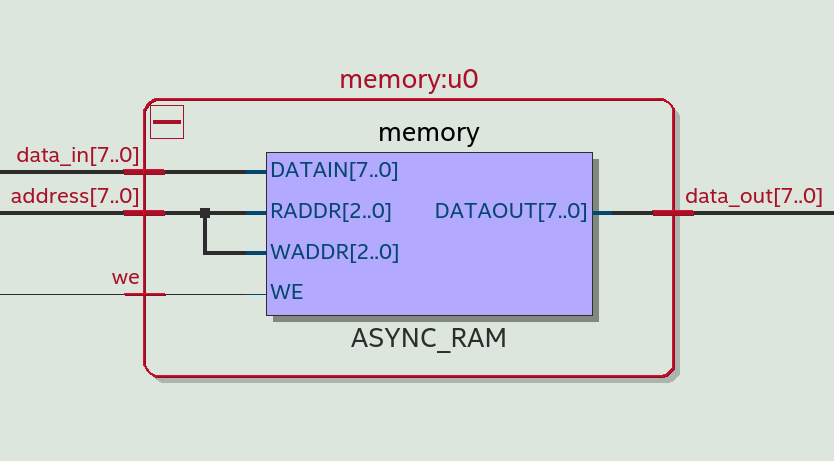 memory:u0
memory
data_in[7..0]
DATAIN[7..0]
address[7..0]
RADDR[2..0]
DATAOUT[7..0]
data_out[7..0]
WADDR[2..0]
we
WE
ASYNC_RAM